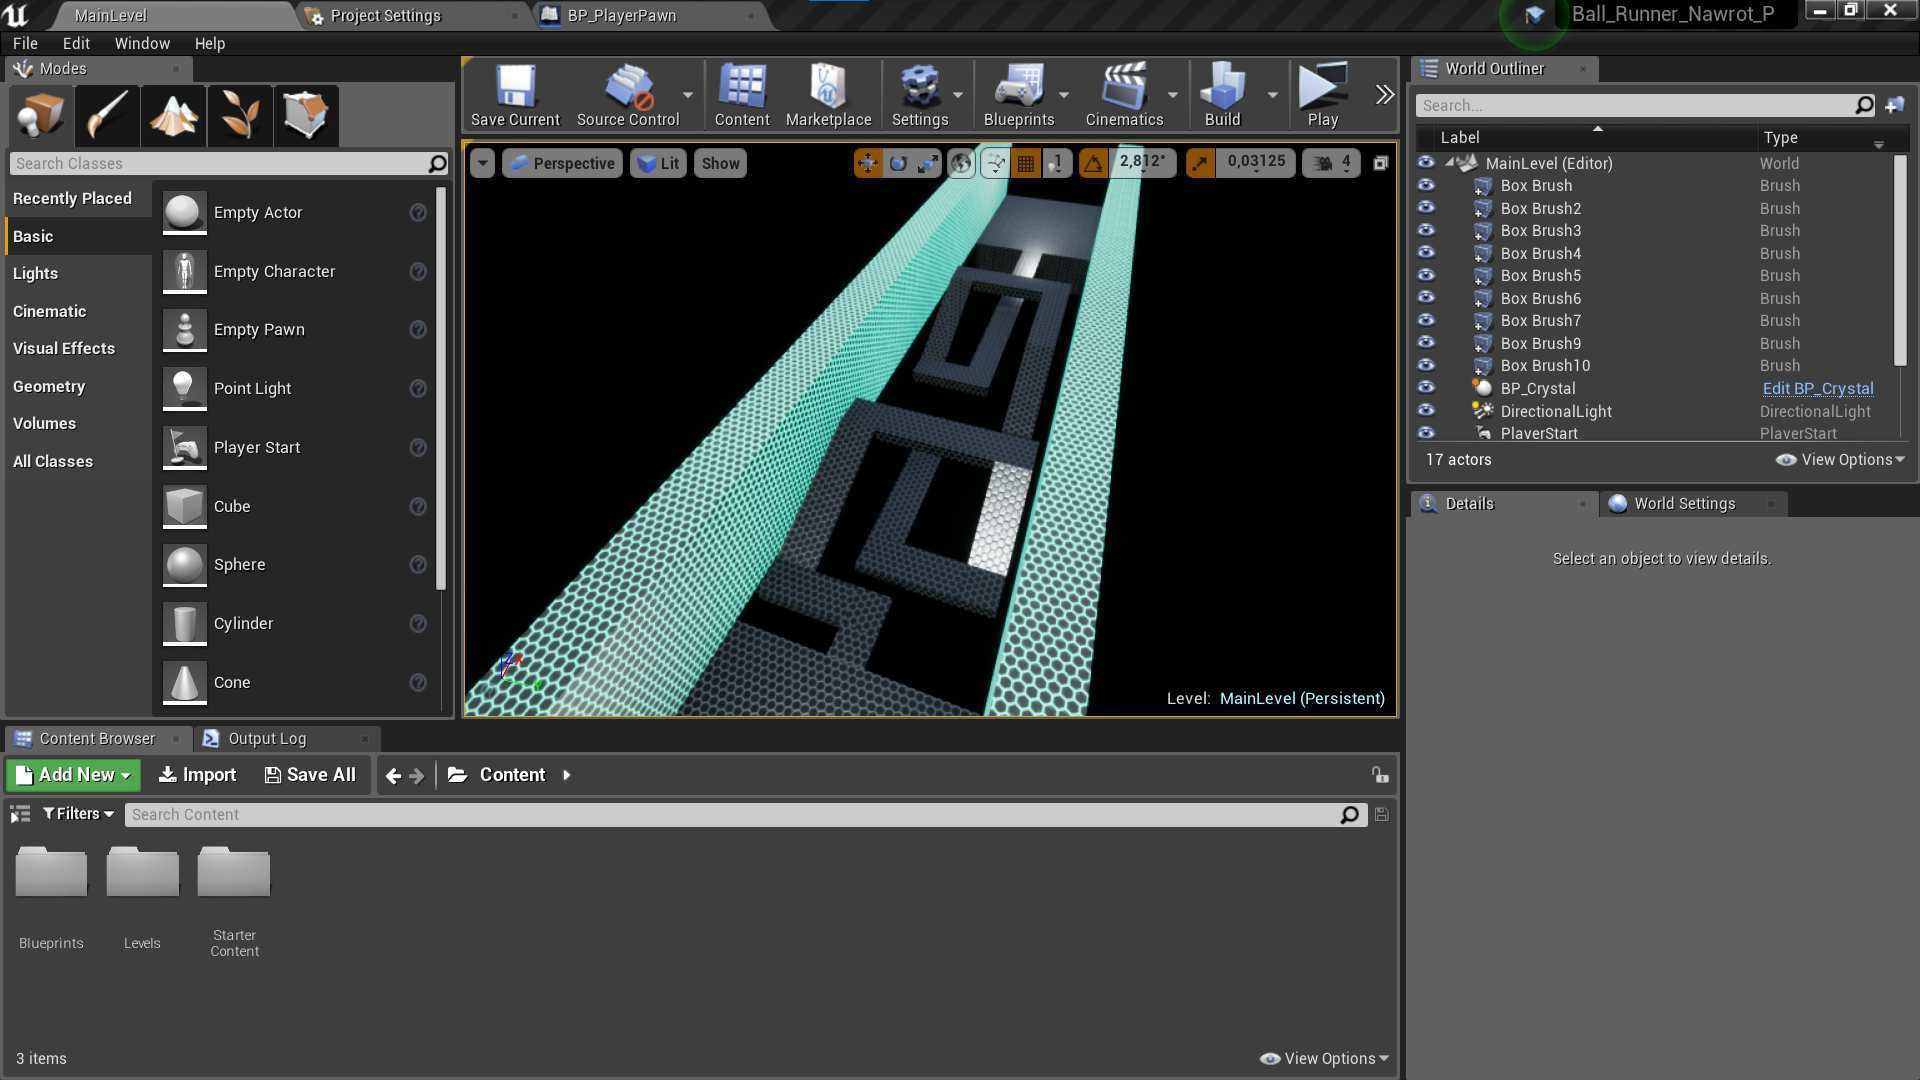 MainLevel
Project Settings
BP_PlayerPawn
Ball_Runner_Nawrot_P
File Edit Window Help
Modes
Search Classes
Recently Placed
Basic
Lights
Cinematic
Visual Effects
Geometry
Volumes
All Classes
Empty Actor
Empty Character
Empty Pawn
Point Light
Player Start
Cube
Sphere
Cylinder
Cone
Save Current
Source Control
Content
Marketplace
Settings
Blueprints
Cinematics
Build
Play
Perspective
Lit
Show
1
2,812°
0,03125
4
Z X
Y
Level: MainLevel (Persistent)
World Outliner
Search...
Label Type
MainLevel (Editor) World
Box Brush Brush
Box Brush2 Brush
Box Brush3 Brush
Box Brush4 Brush
Box Brush5 Brush
Box Brush6 Brush
Box Brush7 Brush
Box Brush9 Brush
Box Brush10 Brush
BP_Crystal Edit BP_Crystal
DirectionalLight DirectionalLight
PlayerStart PlayerStart
17 actors
View Options
Details
World Settings
Select an object to view details.
Content Browser
Output Log
Add New
Import
Save All
Content
Filters
Search Content
Blueprints
Levels
Starter
Content
3 items
View Options